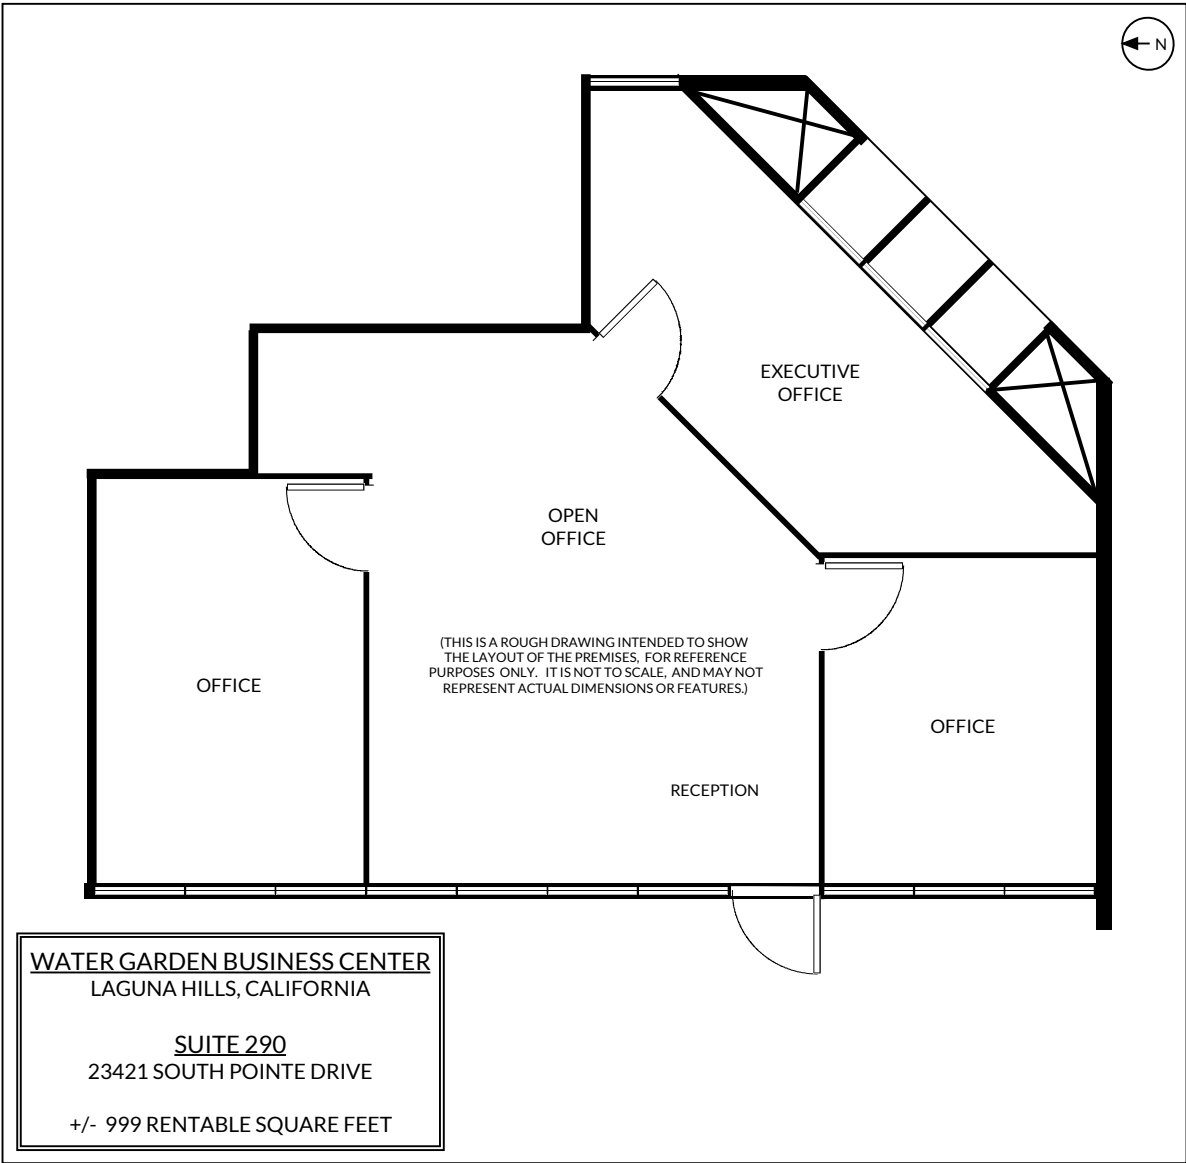 N
EXECUTIVE
OFFICE
OPEN
OFFICE
(THIS IS A ROUGH DRAWING INTENDED TO SHOW
THE LAYOUT OF THE PREMISES, FOR REFERENCE
PURPOSES ONLY. IT IS NOT TO SCALE, AND MAY NOT
REPRESENT ACTUAL DIMENSIONS OR FEATURES.)
OFFICE
OFFICE
RECEPTION
WATER GARDEN BUSINESS CENTER
LAGUNA HILLS, CALIFORNIA
SUITE 290
23421 SOUTH POINTE DRIVE
+/- 999 RENTABLE SQUARE FEET